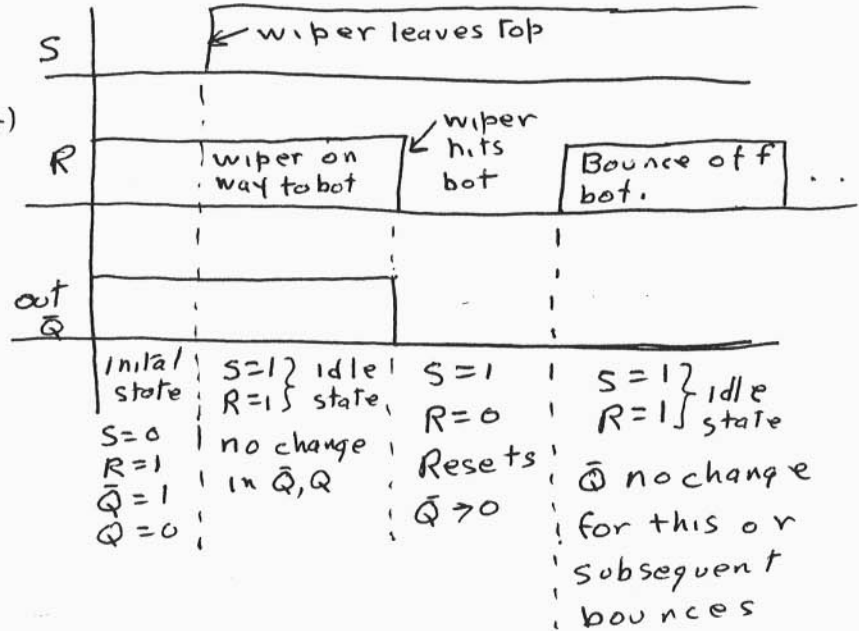 S
wiper leaves Top
-)
R
wiper on
way to bot
wiper
hits
bot
Bounce off
bot.
..
out
Q̄
inital
state
S=0
R=1
Q̄=1
Q=0
S=1} idle
R=1} state,
no change
in Q̄,Q
S=1
R=0
Resets
Q̄→0
S=1} idle
R=1} state
Q̄ no change
for this or
subsequent
bounces